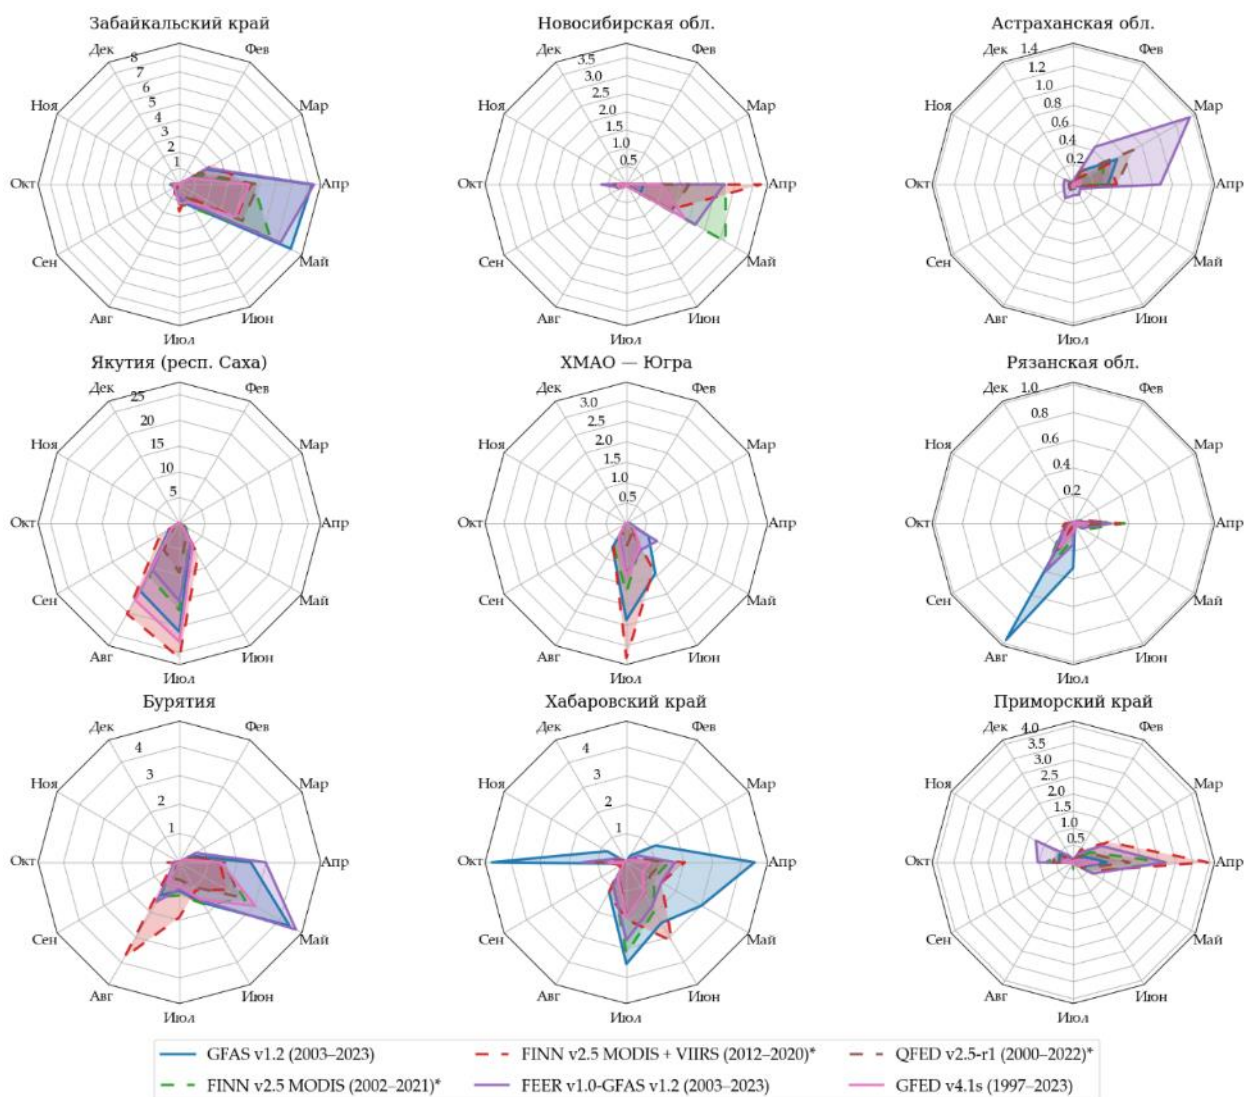 Забайкальский край
Новосибирская обл.
Астраханская обл.
Дек 8 Фев
Дек 3.5 Фев
Дек 1.4 Фев
7
3.0
1.2
Ноя 6 Мар
Ноя 2.5 Мар
Ноя 1.0 Мар
5
2.0
0.8
4
1.5
0.6
3
1.0
0.4
2
0.5
0.2
1
Окт Апр
Окт Апр
Окт Апр
Сен Май
Сен Май
Сен Май
Авг Июн
Авг Июн
Авг Июн
Июл
Июл
Июл
Якутия (респ. Саха)
ХМАО — Югра
Рязанская обл.
Дек 25 Фев
Дек 3.0 Фев
Дек 1.0 Фев
20
2.5
0.8
Ноя 15 Мар
Ноя 2.0 Мар
Ноя 0.6 Мар
10
1.5
0.4
5
1.0
0.2
0.5
Окт Апр
Окт Апр
Окт Апр
Сен Май
Сен Май
Сен Май
Авг Июн
Авг Июн
Авг Июн
Июл
Июл
Июл
Бурятия
Хабаровский край
Приморский край
Дек 4 Фев
Дек 4 Фев
Дек 4.0 Фев
3
3
3.5
Ноя 2 Мар
Ноя 2 Мар
3.0
1
1
Ноя 2.5 Мар
2.0
1.5
1.0
0.5
Окт Апр
Окт Апр
Окт Апр
Сен Май
Сен Май
Сен Май
Авг Июн
Авг Июн
Авг Июн
Июл
Июл
Июл
GFAS v1.2 (2003–2023)
FINN v2.5 MODIS + VIIRS (2012–2020)*
QFED v2.5-r1 (2000–2022)*
FINN v2.5 MODIS (2002–2021)*
FEER v1.0-GFAS v1.2 (2003–2023)
GFED v4.1s (1997–2023)